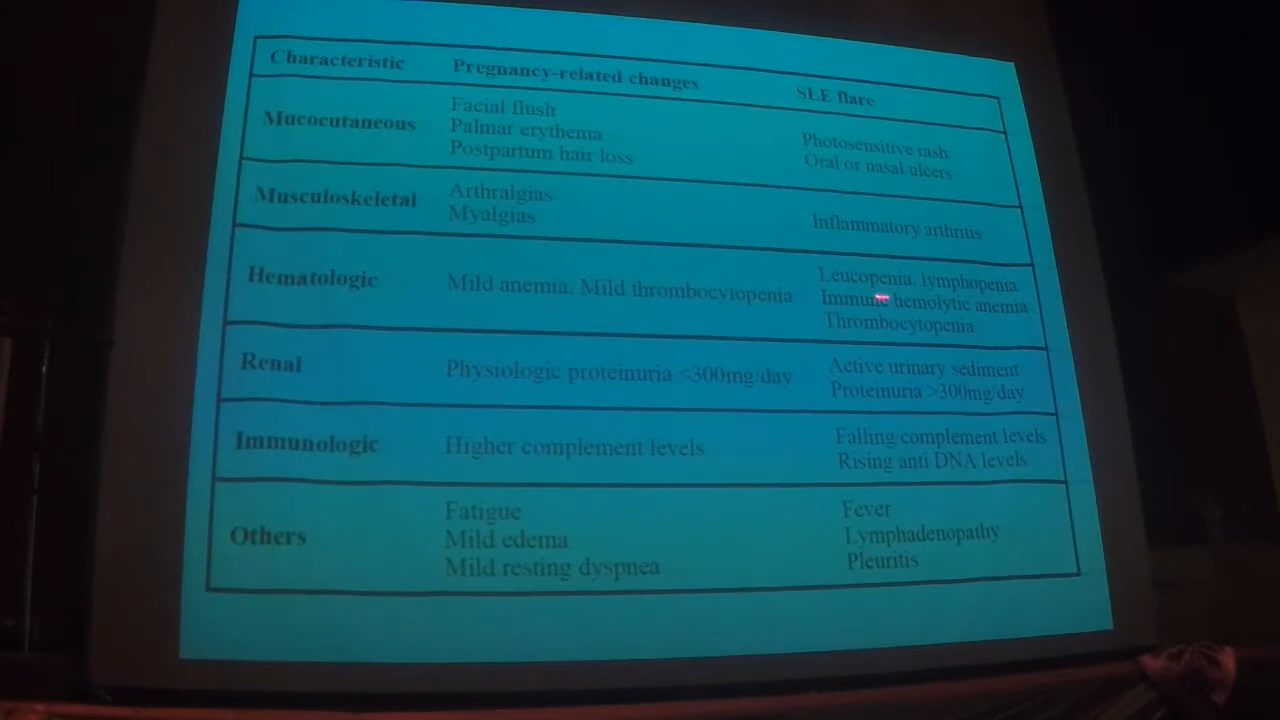 Characteristic Pregnancy-related changes SLE flare
Mucocutaneous
Facial flush
Palmar erythema
Postpartum hair loss
Photosensitive rash
Oral or nasal ulcers
Musculoskeletal
Arthralgias
Myalgias
Inflammatory arthritis
Hematologic
Mild anemia, Mild thrombocytopenia
Leucopenia, lymphopenia
Immune hemolytic anemia
Thrombocytopenia
Renal
Physiologic proteinuria <300mg/day
Active urinary sediment
Proteinuria >300mg/day
Immunologic
Higher complement levels
Falling complement levels
Rising anti DNA levels
Others
Fatigue
Mild edema
Mild resting dyspnea
Fever
Lymphadenopathy
Pleuritis